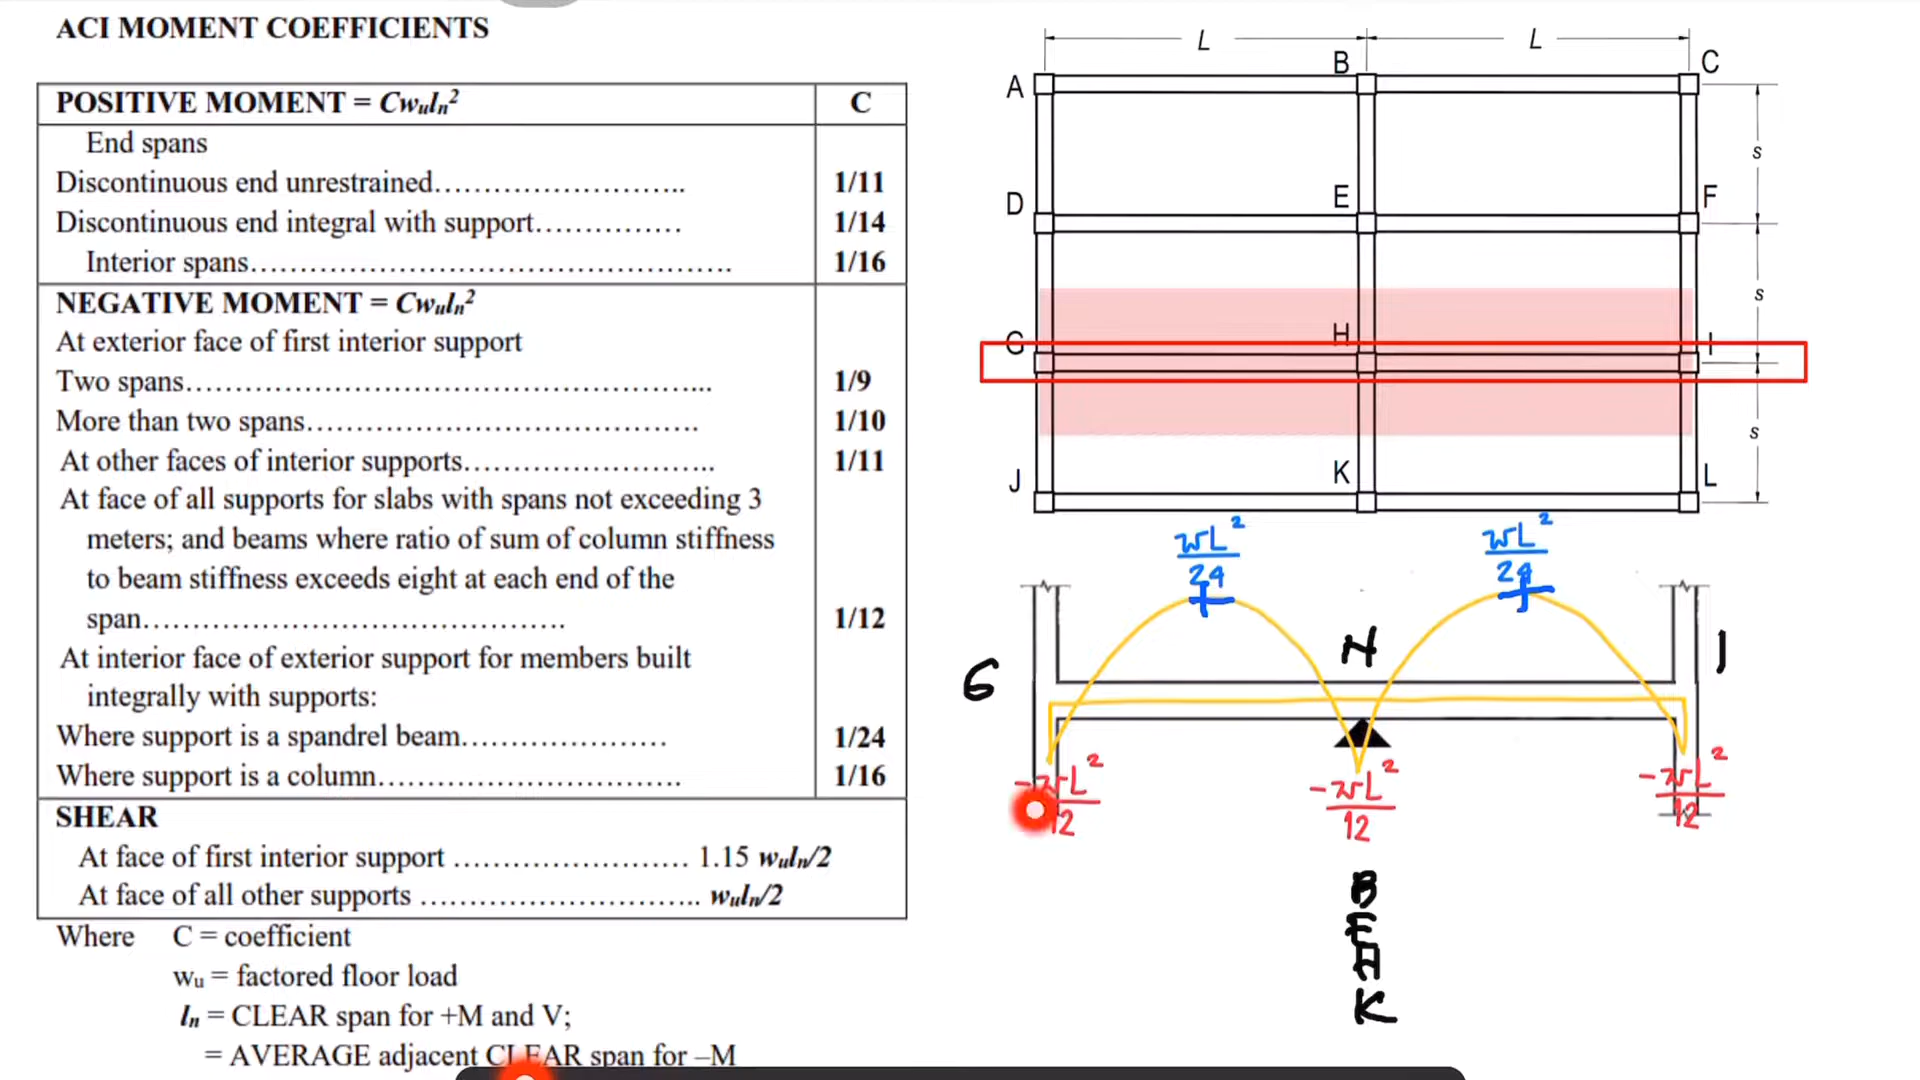 ACI MOMENT COEFFICIENTS
POSITIVE MOMENT = Cwᵤlₙ² C
End spans
Discontinuous end unrestrained…………………….. 1/11
Discontinuous end integral with support…………… 1/14
Interior spans………………………………………. 1/16
NEGATIVE MOMENT = Cwᵤlₙ²
At exterior face of first interior support
Two spans……………………………………………... 1/9
More than two spans…………………………………. 1/10
At other faces of interior supports…………………….. 1/11
At face of all supports for slabs with spans not exceeding 3
meters; and beams where ratio of sum of column stiffness
to beam stiffness exceeds eight at each end of the
span…………………………………… 1/12
At interior face of exterior support for members built
integrally with supports:
Where support is a spandrel beam………………… 1/24
Where support is a column………………………… 1/16
SHEAR
At face of first interior support …………………… 1.15 wᵤlₙ/2
At face of all other supports ……………………….. wᵤlₙ/2
Where C = coefficient
wᵤ = factored floor load
lₙ = CLEAR span for +M and V;
= AVERAGE adjacent CLEAR span for –M
L L
A B C
s
D E F
s
G H I
s
J K L
wL²/24 wL²/24
G H I
-wL²/12 -wL²/12 -wL²/12
B
E
H
K